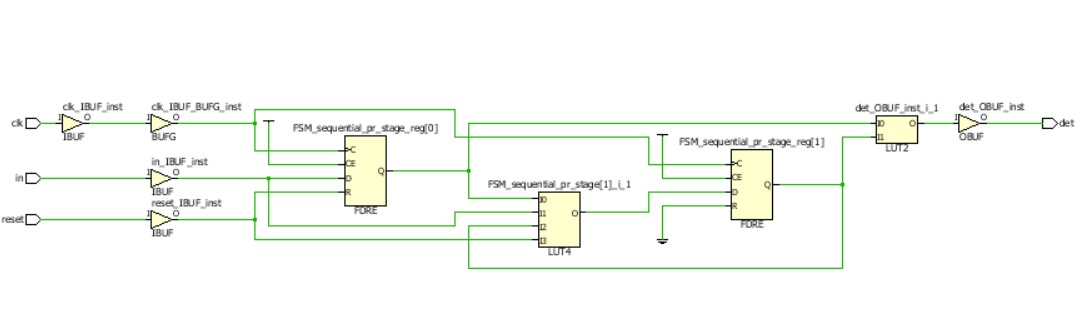 clk
clk_IBUF_inst
I
O
IBUF
clk_IBUF_BUFG_inst
I
O
BUFG
in
in_IBUF_inst
I
O
IBUF
reset
reset_IBUF_inst
I
O
IBUF
FSM_sequential_pr_stage_reg[0]
C
CE
D
R
Q
FDRE
FSM_sequential_pr_stage[1]_i_1
I0
I1
I2
I3
O
LUT4
FSM_sequential_pr_stage_reg[1]
C
CE
D
R
Q
FDRE
det_OBUF_inst_i_1
I0
I1
O
LUT2
det_OBUF_inst
I
O
OBUF
det